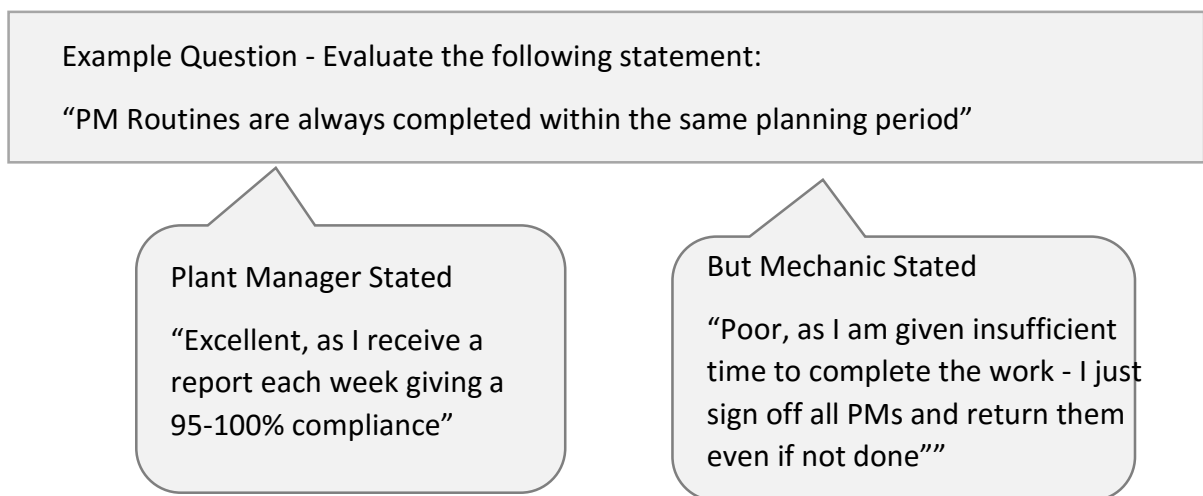 Example Question - Evaluate the following statement:
“PM Routines are always completed within the same planning period”
Plant Manager Stated
“Excellent, as I receive a
report each week giving a
95-100% compliance”
But Mechanic Stated
“Poor, as I am given insufficient
time to complete the work - I just
sign off all PMs and return them
even if not done””